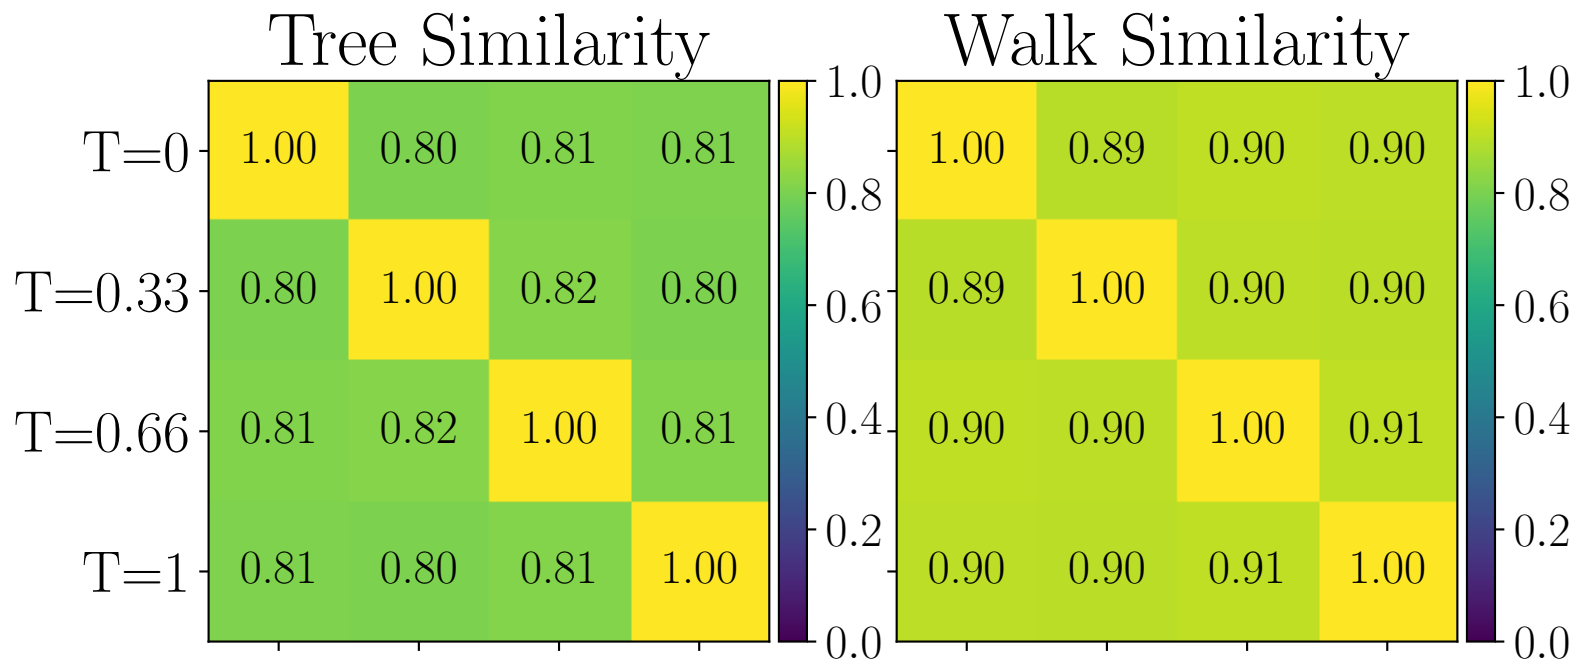 Tree Similarity
Walk Similarity
T=0
1.00 0.80 0.81 0.81
T=0.33
0.80 1.00 0.82 0.80
T=0.66
0.81 0.82 1.00 0.81
T=1
0.81 0.80 0.81 1.00
1.0
0.8
0.6
0.4
0.2
0.0
1.00 0.89 0.90 0.90
0.89 1.00 0.90 0.90
0.90 0.90 1.00 0.91
0.90 0.90 0.91 1.00
1.0
0.8
0.6
0.4
0.2
0.0